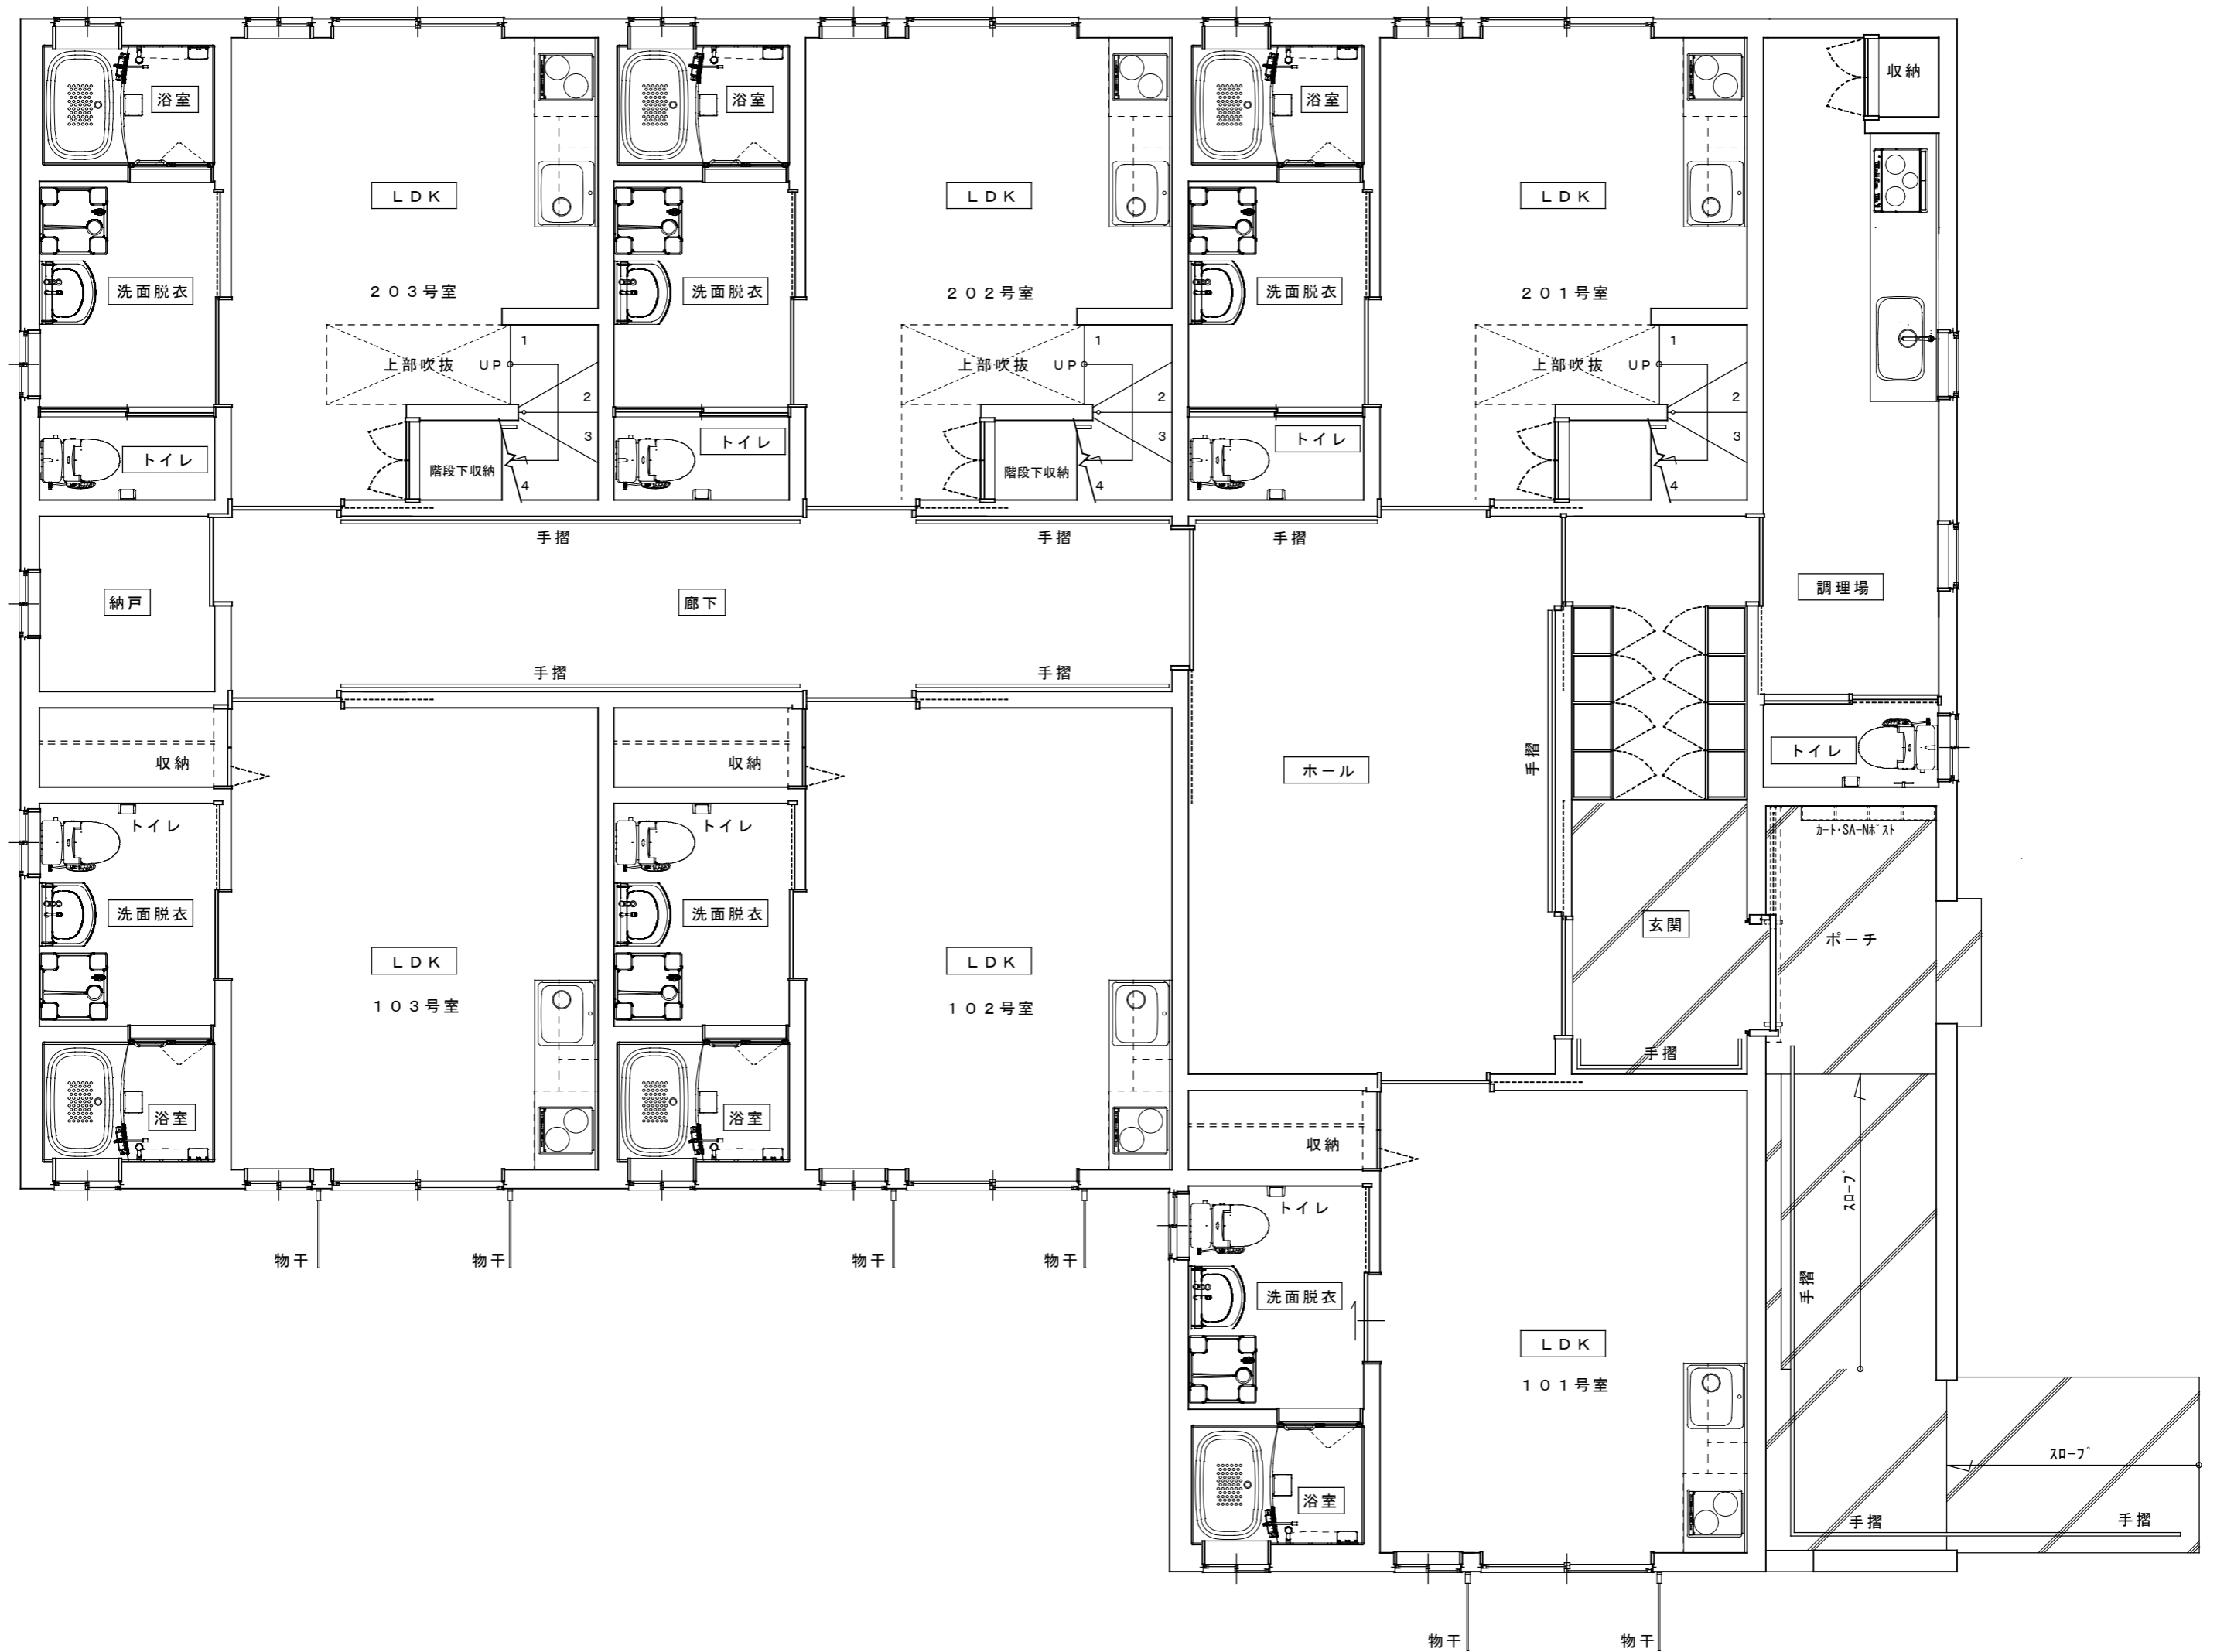 浴室
浴室
浴室
収納
ＬＤＫ
ＬＤＫ
ＬＤＫ
洗面脱衣
２０３号室
洗面脱衣
２０２号室
洗面脱衣
２０１号室
上部吹抜
UP
1
2
3
4
上部吹抜
UP
1
2
3
4
上部吹抜
UP
1
2
3
4
トイレ
階段下収納
トイレ
階段下収納
トイレ
手摺
手摺
手摺
納戸
廊下
調理場
手摺
手摺
収納
収納
ホール
手摺
トイレ
トイレ
トイレ
カート・SA-Nポスト
洗面脱衣
洗面脱衣
玄関
ポーチ
ＬＤＫ
ＬＤＫ
１０３号室
１０２号室
手摺
浴室
浴室
収納
スロープ
トイレ
物干
物干
物干
物干
洗面脱衣
手摺
ＬＤＫ
１０１号室
スロープ
浴室
手摺
手摺
物干
物干